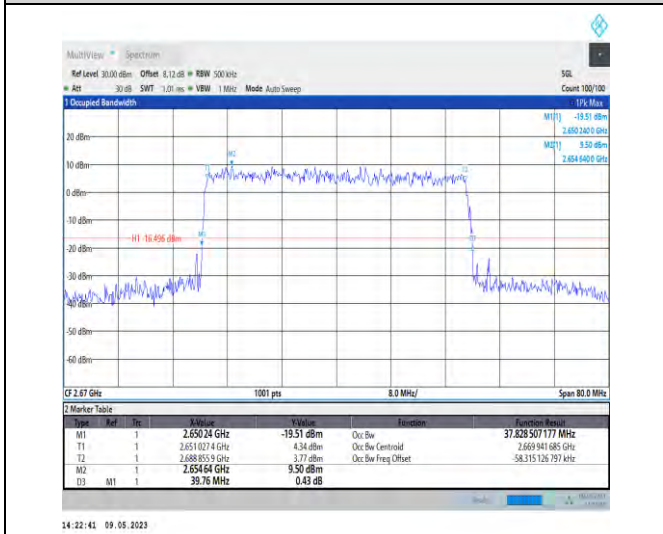 MultiView Spectrum
Ref Level 30.00 dBm Offset 8.12 dB RBW 500 kHz SGL
Att 30 dB SWT 1.01 ms VBW 1 MHz Mode Auto Sweep Count 100/100
1 Occupied Bandwidth 1Pk Max
M1[1] -19.51 dBm
2.650 240 0 GHz
M2[1] 9.50 dBm
2.654 640 0 GHz
20 dBm
10 dBm
0 dBm
-10 dBm
-20 dBm
-30 dBm
-40 dBm
-50 dBm
-60 dBm
T1
M2
T2
H1 -16.496 dBm
M1
D3
CF 2.67 GHz 1001 pts 8.0 MHz/ Span 80.0 MHz
2 Marker Table
Type Ref Trc X-Value Y-Value Function Function Result
M1 1 2.650 24 GHz -19.51 dBm Occ Bw 37.828 507 177 MHz
T1 1 2.651 027 4 GHz 4.34 dBm Occ Bw Centroid 2.669 941 685 GHz
T2 1 2.688 855 9 GHz 3.77 dBm Occ Bw Freq Offset -58.315 126 797 kHz
M2 1 2.654 64 GHz 9.50 dBm
D3 M1 1 39.76 MHz 0.43 dB
14:22:41 09.05.2023